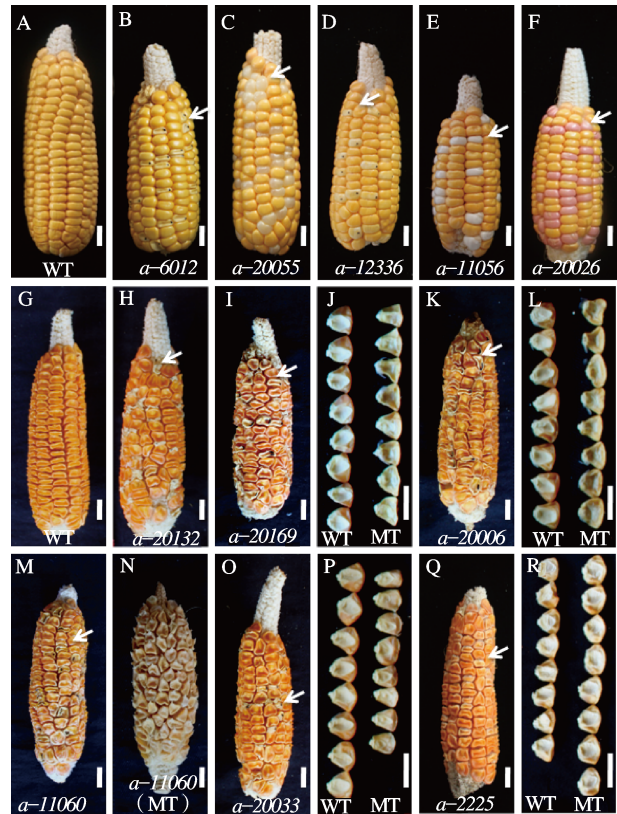 A
B
C
D
E
F
WT
a–6012
a–20055
a–12336
a–11056
a–20026
G
H
I
J
K
L
WT
a–20132
a–20169
WT MT
a–20006
WT MT
M
N
O
P
Q
R
a–11060
a–11060
（MT）
a–20033
WT MT
a–2225
WT MT